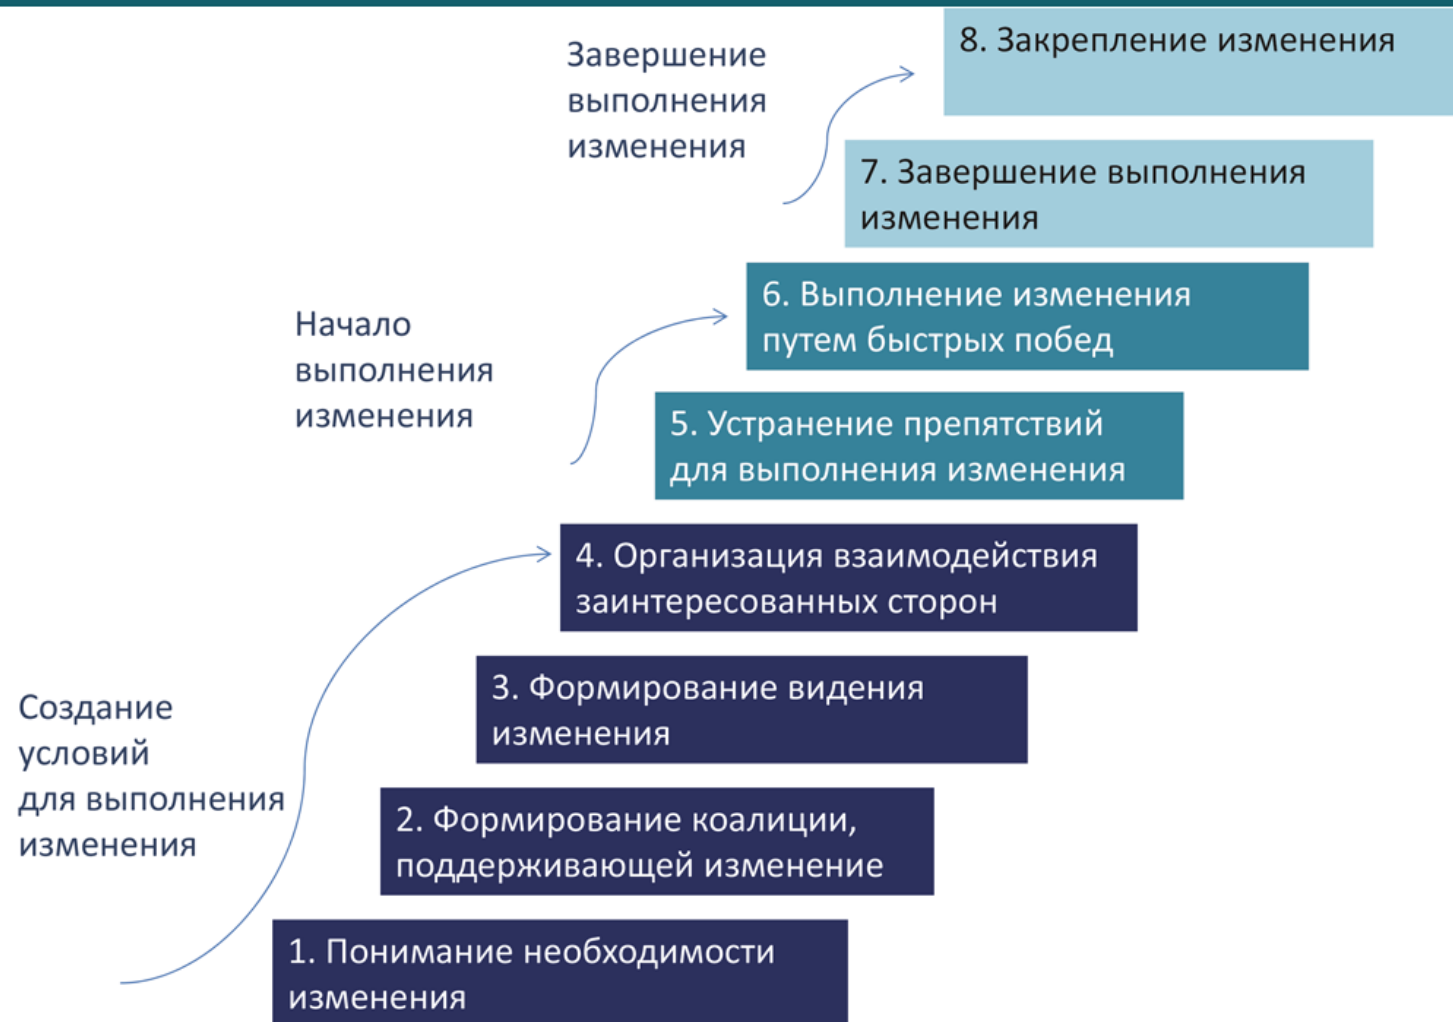 Завершение
выполнения
изменения
8. Закрепление изменения
7. Завершение выполнения
изменения
Начало
выполнения
изменения
6. Выполнение изменения
путем быстрых побед
5. Устранение препятствий
для выполнения изменения
4. Организация взаимодействия
заинтересованных сторон
Создание
условий
для выполнения
изменения
3. Формирование видения
изменения
2. Формирование коалиции,
поддерживающей изменение
1. Понимание необходимости
изменения